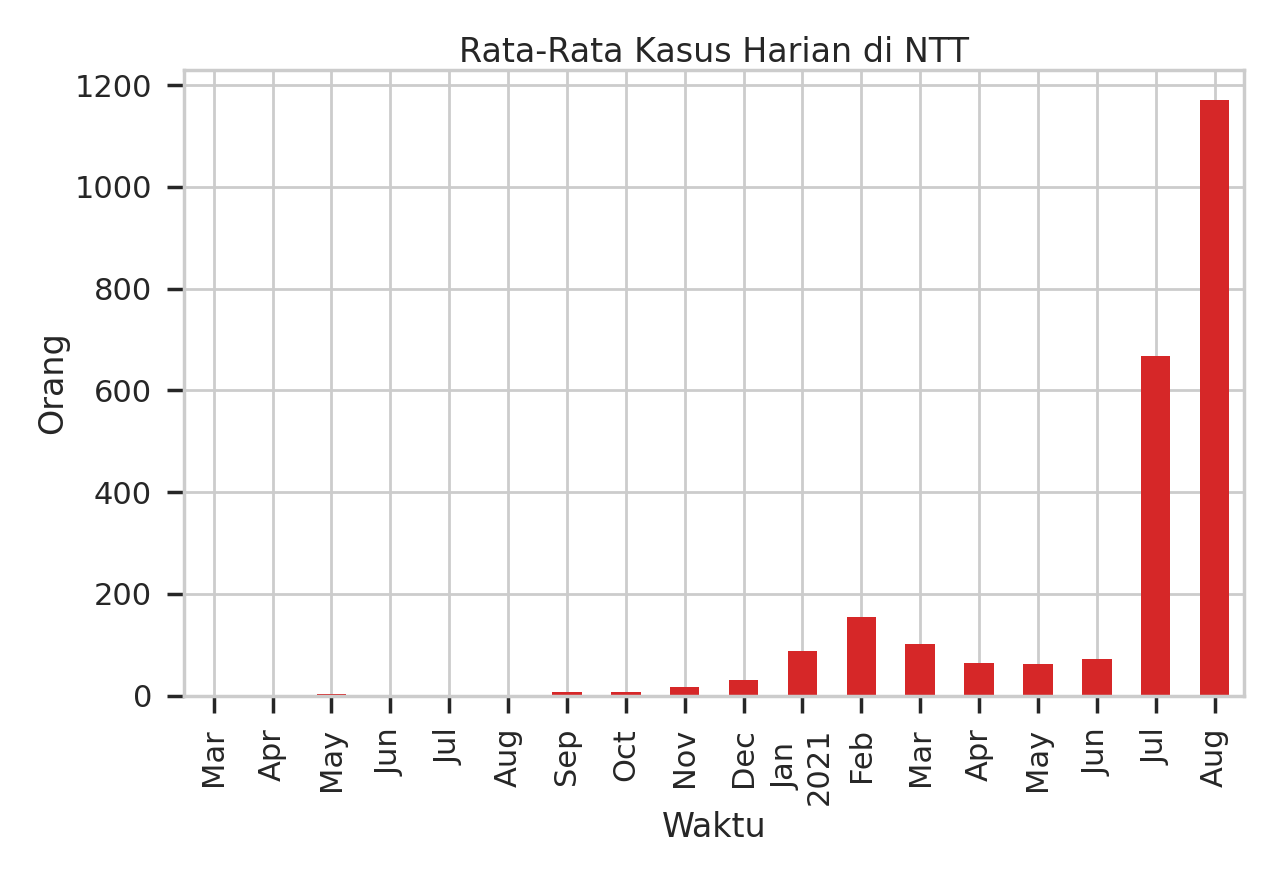 Rata-Rata Kasus Harian di NTT
1200
1000
800
600
400
200
0
Orang
Mar
Apr
May
Jun
Jul
Aug
Sep
Oct
Nov
Dec
Jan
2021
Feb
Mar
Apr
May
Jun
Jul
Aug
Waktu